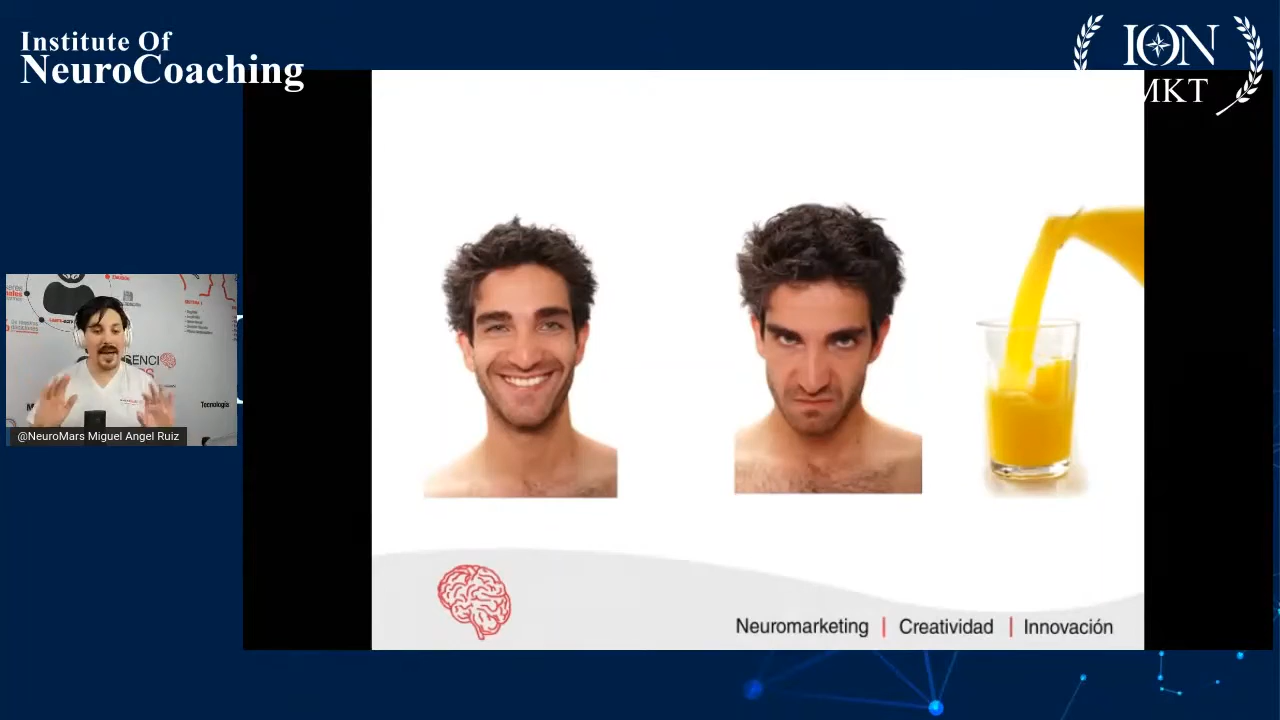 Institute Of
NeuroCoaching
ION
MKT
@NeuroMars Miguel Angel Ruiz
Tecnología
Neuromarketing | Creatividad | Innovación